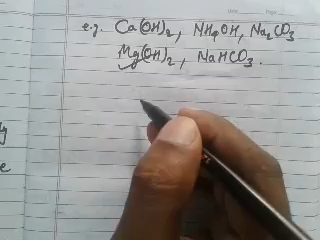 e.g. Ca(OH)₂, NH₄OH, Na₂CO₃
Mg(OH)₂, NaHCO₃.